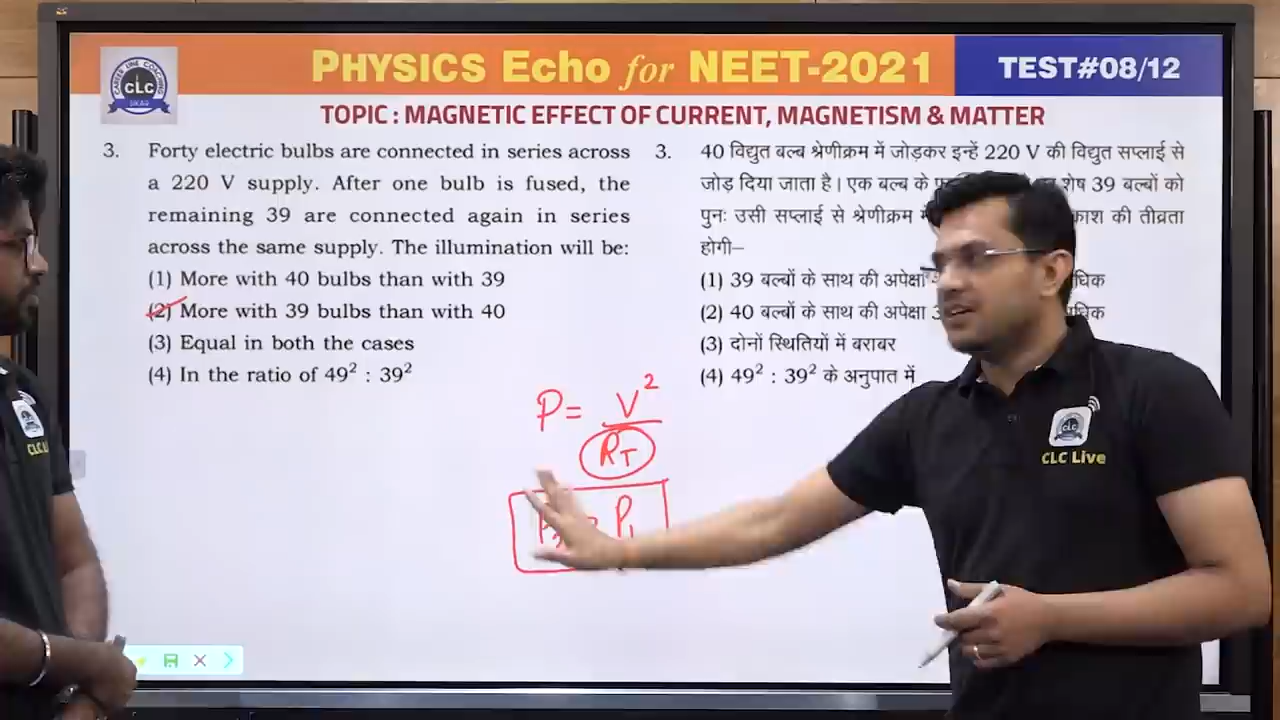 PHYSICS Echo for NEET-2021
TEST#08/12
CLC
SIKAR
TOPIC : MAGNETIC EFFECT OF CURRENT, MAGNETISM & MATTER
3. Forty electric bulbs are connected in series across
a 220 V supply. After one bulb is fused, the
remaining 39 are connected again in series
across the same supply. The illumination will be:
(1) More with 40 bulbs than with 39
(2) More with 39 bulbs than with 40
(3) Equal in both the cases
(4) In the ratio of 49² : 39²
3. 40 विद्युत बल्ब श्रेणीक्रम में जोड़कर इन्हें 220 V की विद्युत सप्लाई से
जोड़ दिया जाता है। एक बल्ब के शेष 39 बल्बों को
पुनः उसी सप्लाई से श्रेणीक्रम की तीव्रता
होगी–
(1) 39 बल्बों के साथ की अपेक्षा
(2) 40 बल्बों के साथ की अपेक्षा
(3) दोनों स्थितियों में बराबर
(4) 49² : 39² के अनुपात में
P = V²
R_T
P₁
CLC Live